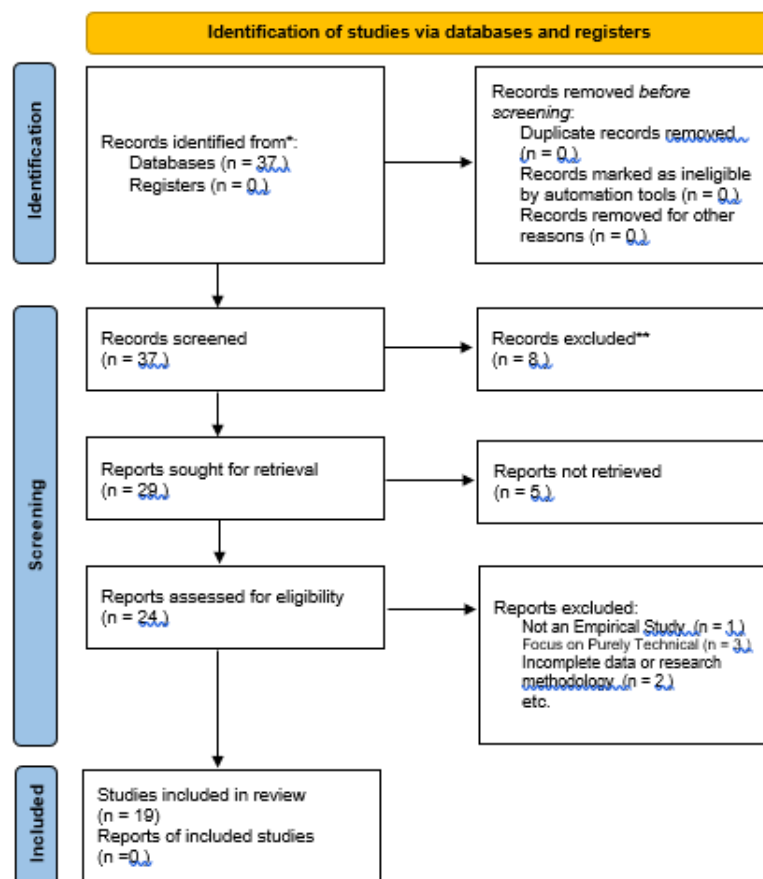 Identification of studies via databases and registers
Identification
Records identified from*:
Databases (n = 37 )
Registers (n = 0 )
Records removed before
screening:
Duplicate records removed
(n = 0 )
Records marked as ineligible
by automation tools (n = 0 )
Records removed for other
reasons (n = 0 )
Screening
Records screened
(n = 37 )
Records excluded**
(n = 8 )
Reports sought for retrieval
(n = 29 )
Reports not retrieved
(n = 5 )
Reports assessed for eligibility
(n = 24 )
Reports excluded:
Not an Empirical Study (n = 1 )
Focus on Purely Technical (n = 3 )
Incomplete data or research
methodology (n = 2 )
etc.
Included
Studies included in review
(n = 19)
Reports of included studies
(n =0 )